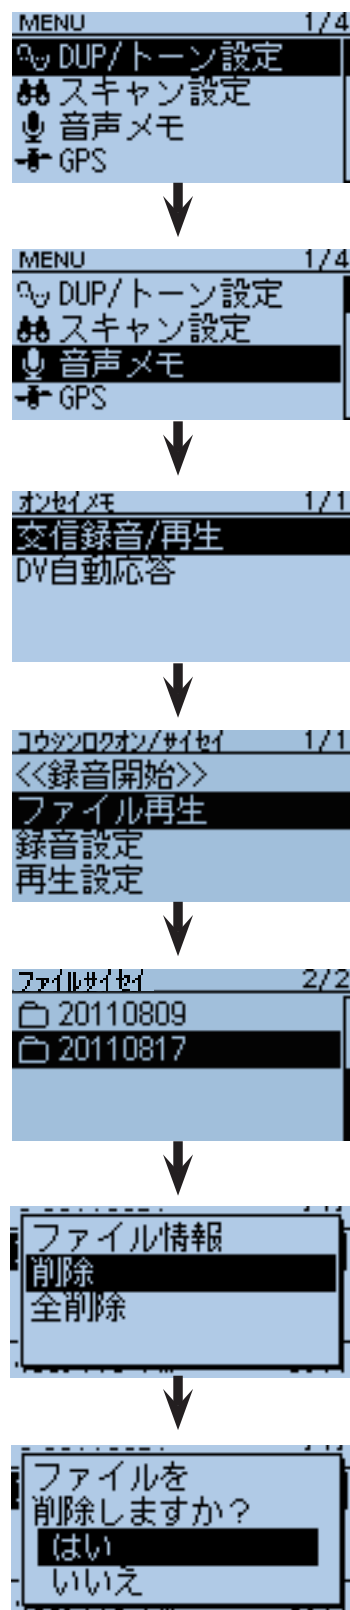 MENU 1/4
DUP/トーン設定
スキャン設定
音声メモ
GPS
MENU 1/4
DUP/トーン設定
スキャン設定
音声メモ
GPS
オンセイメモ 1/1
交信録音/再生
DV自動応答
コウシンロクオン/サイセイ 1/1
<<録音開始>>
ファイル再生
録音設定
再生設定
ファイルサイセイ 2/2
20110809
20110817
ファイル情報
削除
全削除
ファイルを
削除しますか?
はい
いいえ